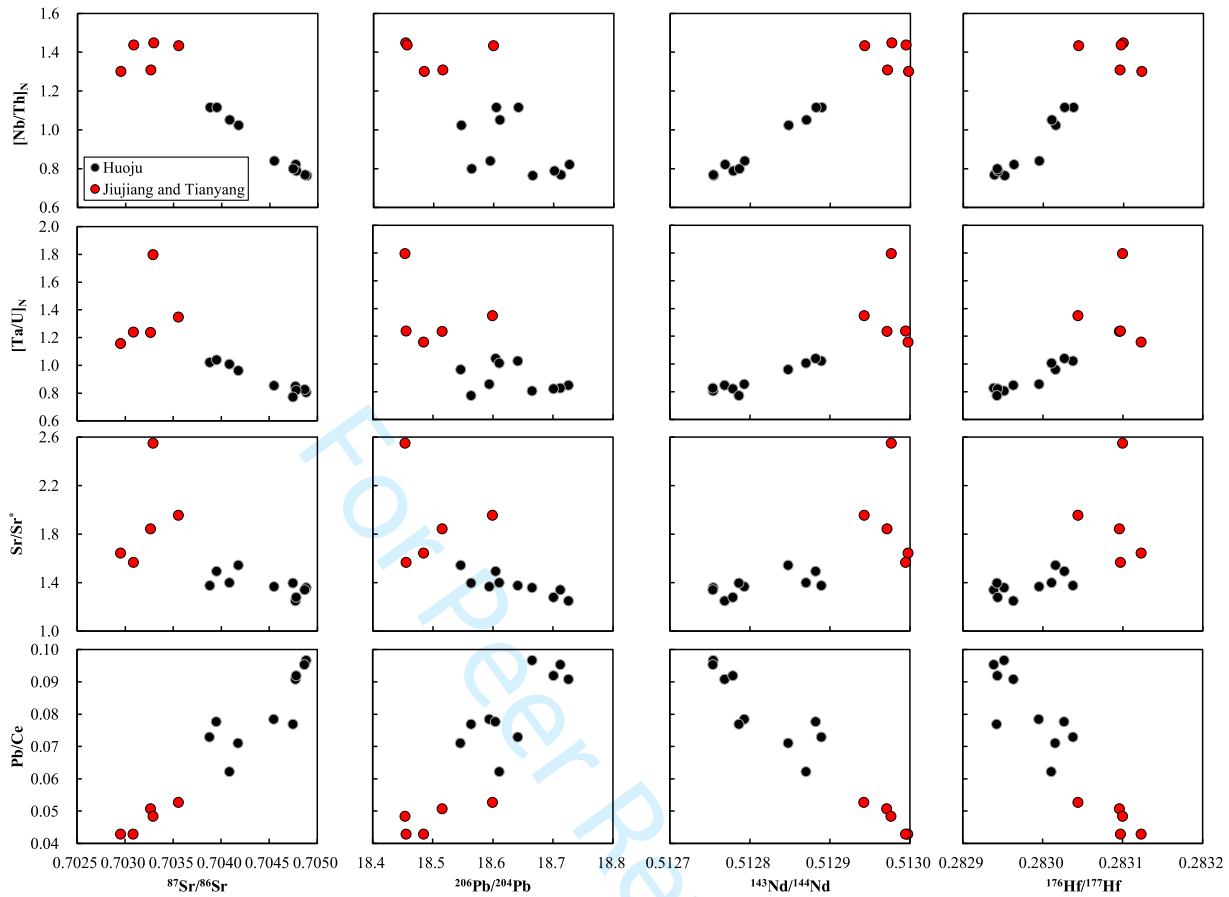 1.6
1.4
1.2
1.0
0.8
0.6
[Nb/Th]N
Huoju
Jiujiang and Tianyang
2.0
1.8
1.6
1.4
1.2
1.0
0.8
0.6
[Ta/U]N
2.6
2.2
1.8
1.4
1.0
Sr/Sr*
0.10
0.09
0.08
0.07
0.06
0.05
0.04
Pb/Ce
0.7025 0.7030 0.7035 0.7040 0.7045 0.7050
18.4 18.5 18.6 18.7 18.8
0.5127 0.5128 0.5129 0.5130
0.2829 0.2830 0.2831 0.2832
⁸⁷Sr/⁸⁶Sr
²⁰⁶Pb/²⁰⁴Pb
¹⁴³Nd/¹⁴⁴Nd
¹⁷⁶Hf/¹⁷⁷Hf
For Peer Re